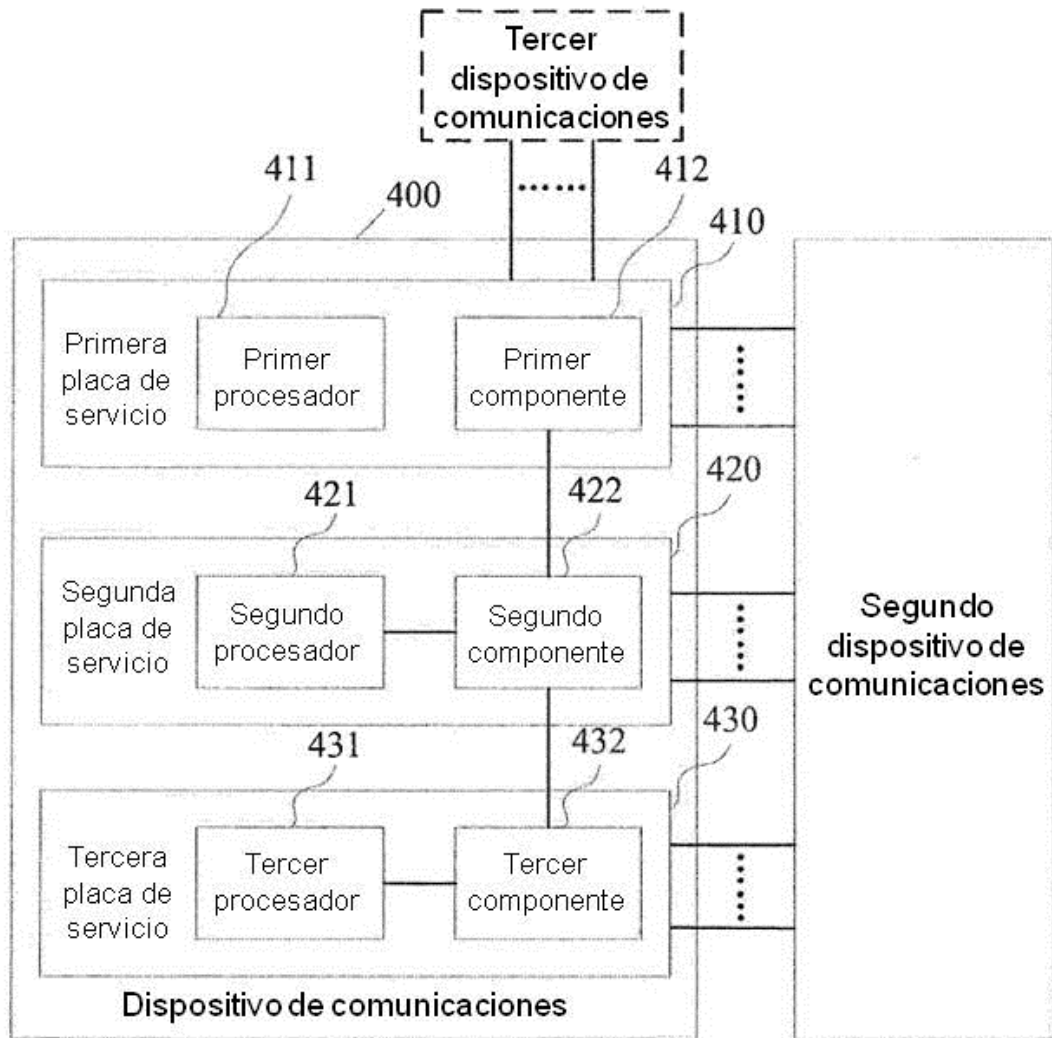 Tercer
dispositivo de
comunicaciones
411
412
400
410
Primera
placa de
servicio
Primer
procesador
Primer
componente
420
421
422
Segunda
placa de
servicio
Segundo
procesador
Segundo
componente
Segundo
dispositivo de
comunicaciones
430
431
432
Tercera
placa de
servicio
Tercer
procesador
Tercer
componente
Dispositivo de comunicaciones